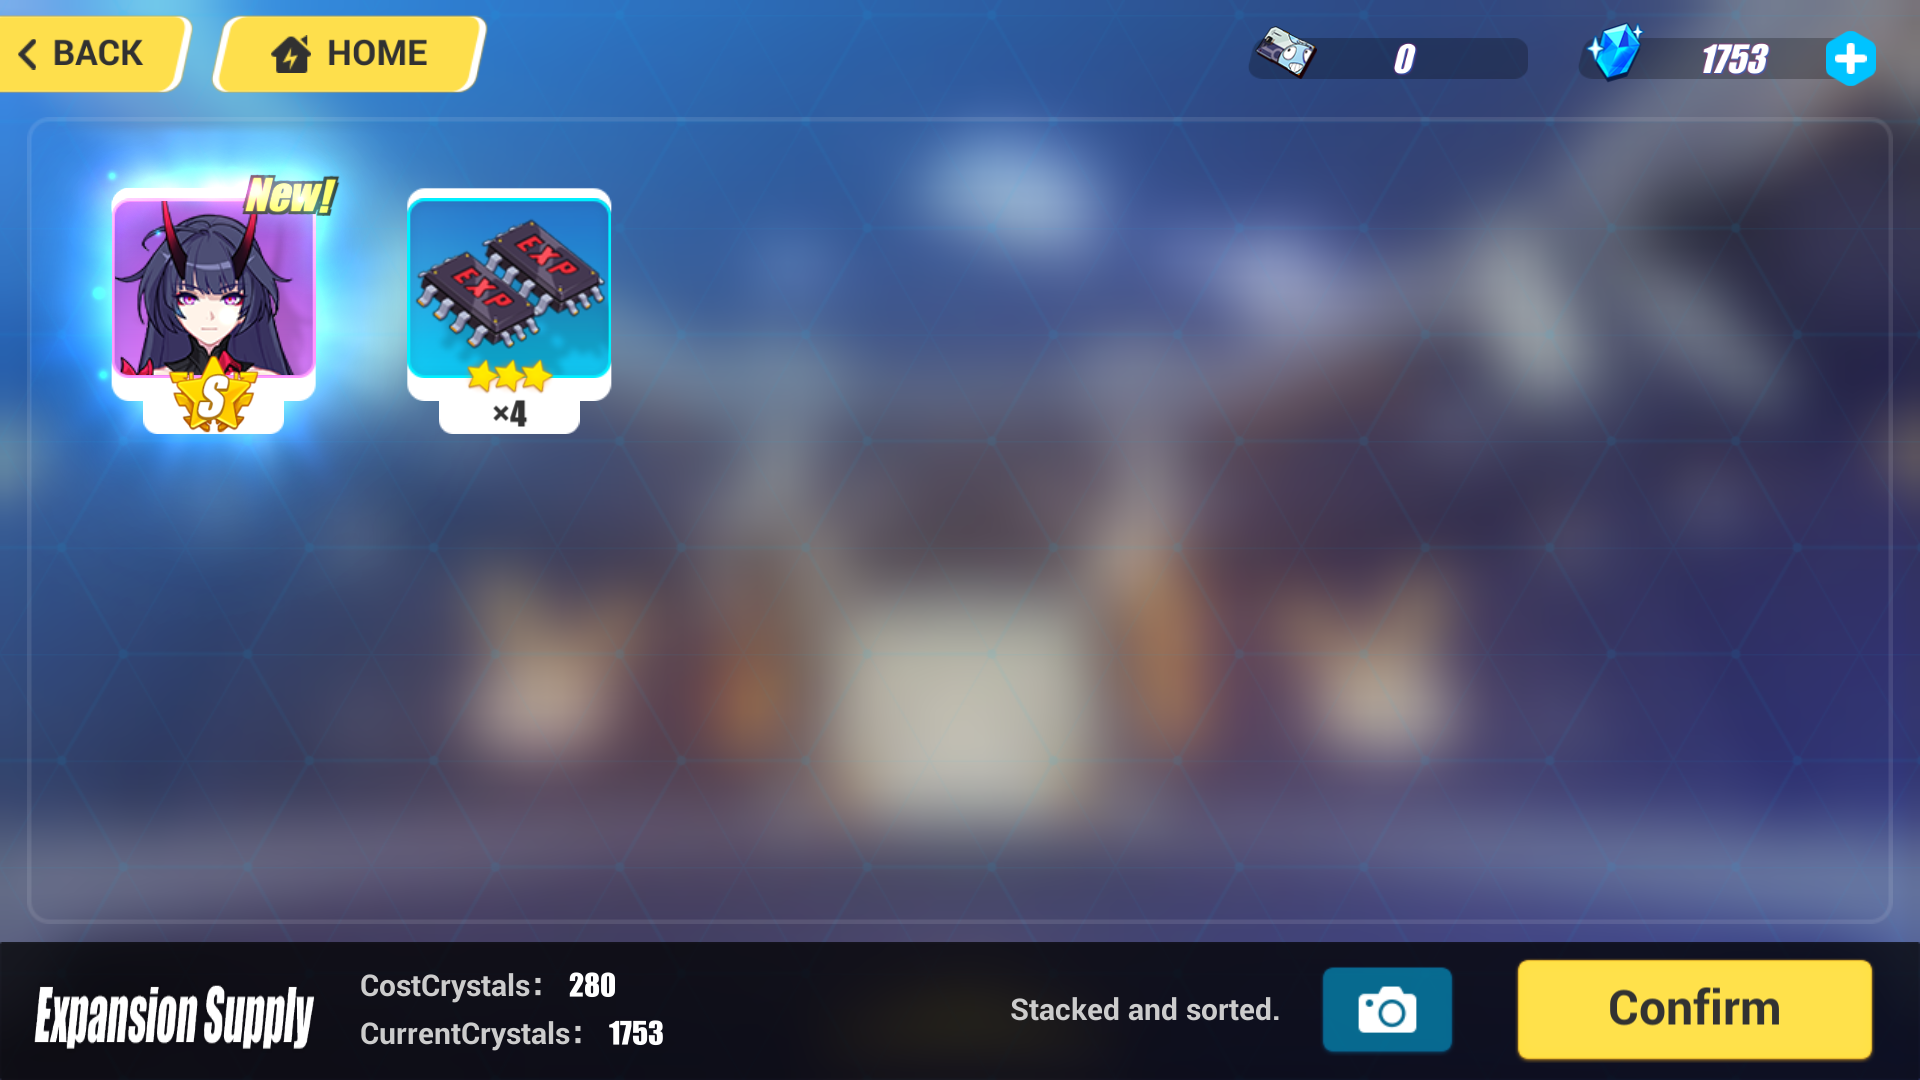 BACK
HOME
0
1753
New!
EXP
EXP
S
×4
Expansion Supply
CostCrystals: 280
CurrentCrystals: 1753
Stacked and sorted.
Confirm